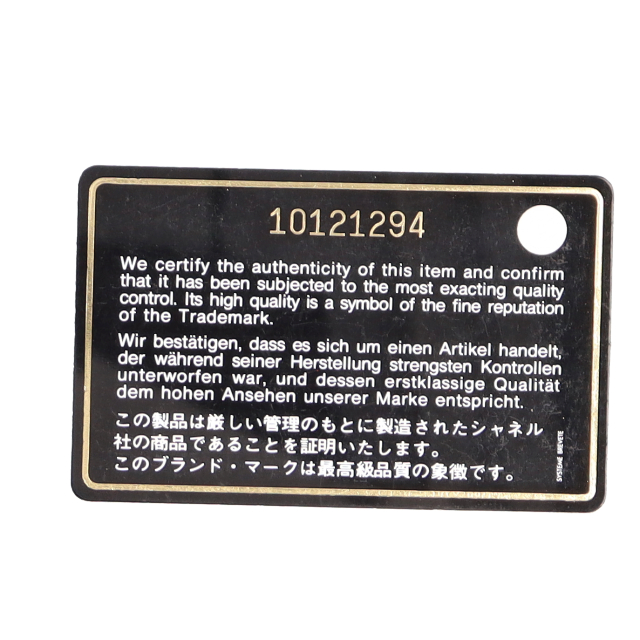 10121294
We certify the authenticity of this item and confirm
that it has been subjected to the most exacting quality
control. Its high quality is a symbol of the fine reputation
of the Trademark.
Wir bestätigen, dass es sich um einen Artikel handelt,
der während seiner Herstellung strengsten Kontrollen
unterworfen war, und dessen erstklassige Qualität
dem hohen Ansehen unserer Marke entspricht.
この製品は厳しい管理のもとに製造されたシャネル
社の商品であることを証明いたします。
このブランド・マークは最高級品質の象徴です。
SYSTEME BREVETE